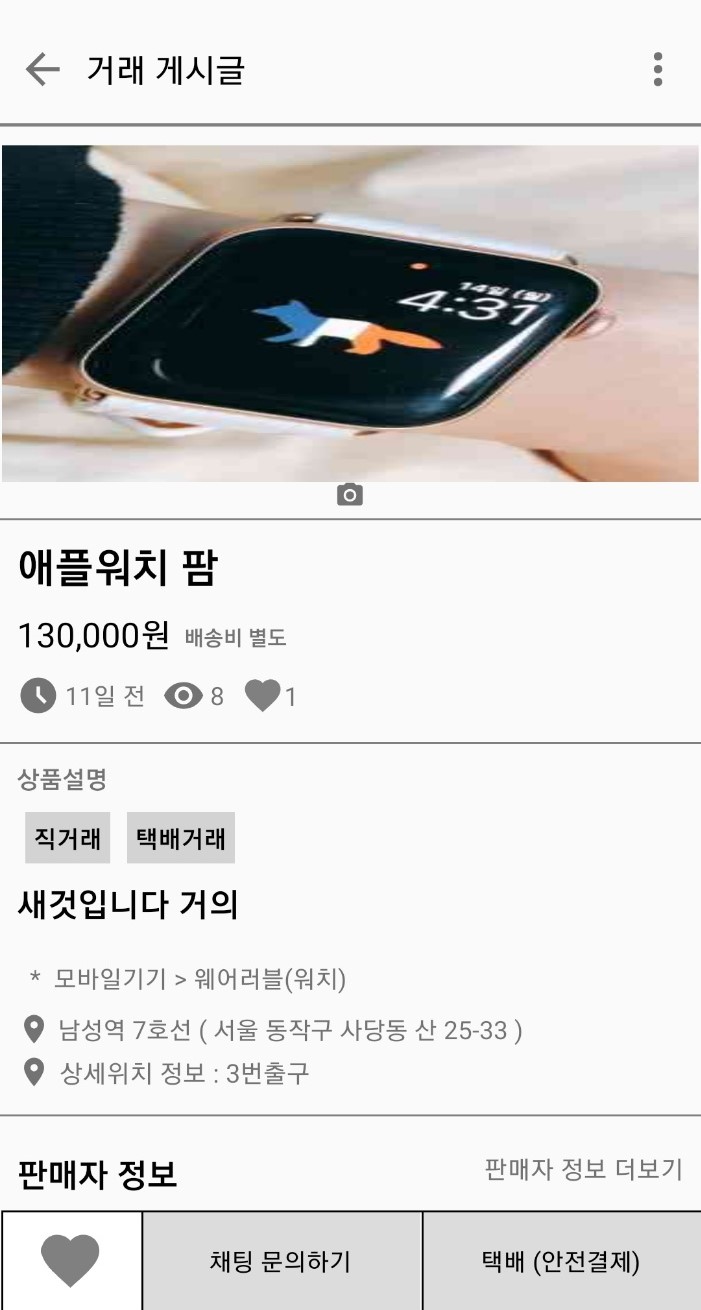 거래 게시글
14일 (월)
4:31
애플워치 팜
130,000원 배송비 별도
11일 전 8 1
상품설명
직거래 택배거래
새것입니다 거의
* 모바일기기 > 웨어러블(워치)
남성역 7호선 ( 서울 동작구 사당동 산 25-33 )
상세위치 정보 : 3번출구
판매자 정보 판매자 정보 더보기
채팅 문의하기 택배 (안전결제)